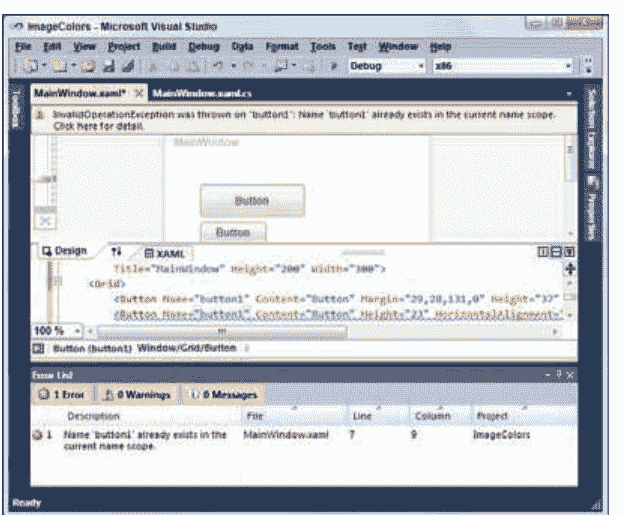 ImageColors - Microsoft Visual Studio
File Edit View Project Build Debug Data Format Tools Test Window Help
Debug x86
MainWindow.xaml* MainWindow.xaml.cs
Toolbox
InvalidOperationException was thrown on 'button1': Name 'button1' already exists in the current name scope.
Click here for detail.
Solution Explorer
Properties
MainWindow
Button
Button
Design XAML
Title="MainWindow" Height="200" Width="300">
<Grid>
<Button Name="button1" Content="Button" Margin="29,28,131,0" Height="32"
<Button Name="button1" Content="Button" Height="23" HorizontalAlignment="
100 %
Button (button1) Window/Grid/Button
Error List
1 Error 0 Warnings 0 Messages
Description File Line Column Project
1 Name 'button1' already exists in the MainWindow.xaml 7 9 ImageColors
current name scope.
Ready